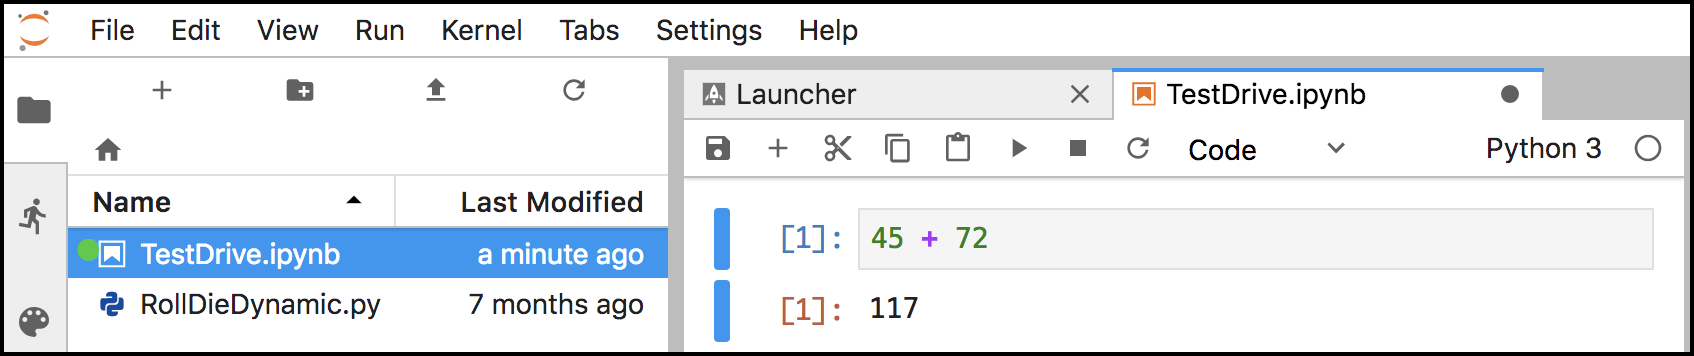 File Edit View Run Kernel Tabs Settings Help
Launcher TestDrive.ipynb
Code Python 3
Name Last Modified
TestDrive.ipynb a minute ago
RollDieDynamic.py 7 months ago
[1]: 45 + 72
[1]: 117